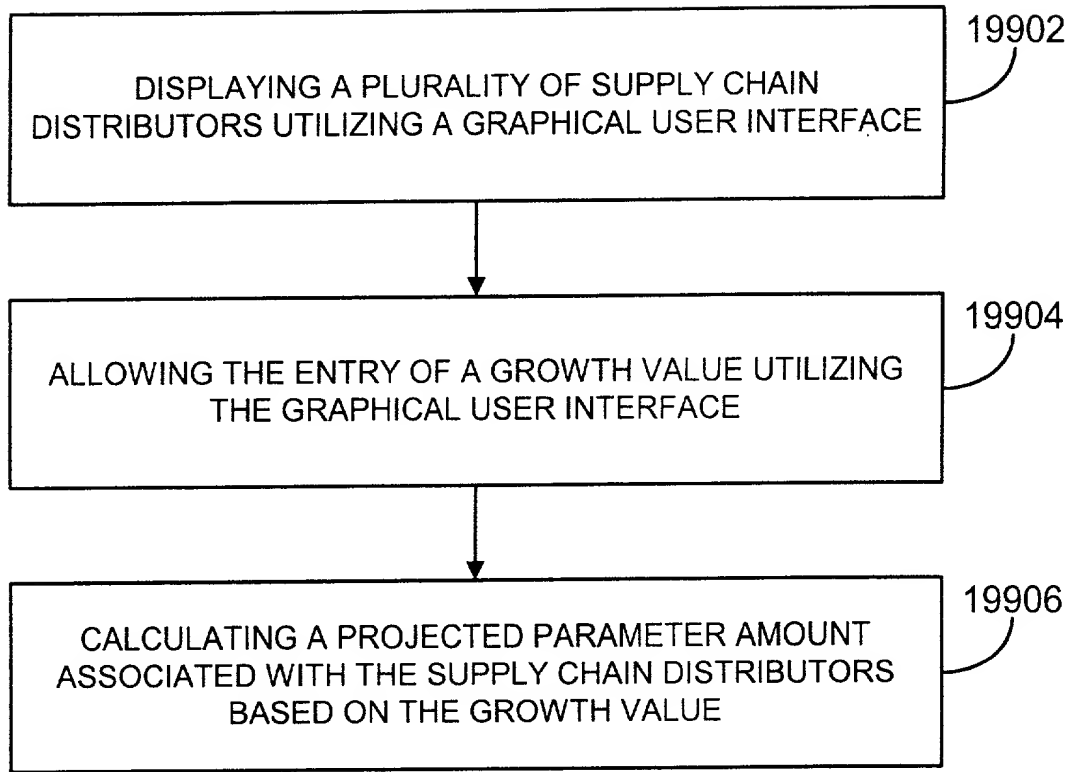 19902
DISPLAYING A PLURALITY OF SUPPLY CHAIN
DISTRIBUTORS UTILIZING A GRAPHICAL USER INTERFACE
19904
ALLOWING THE ENTRY OF A GROWTH VALUE UTILIZING
THE GRAPHICAL USER INTERFACE
19906
CALCULATING A PROJECTED PARAMETER AMOUNT
ASSOCIATED WITH THE SUPPLY CHAIN DISTRIBUTORS
BASED ON THE GROWTH VALUE